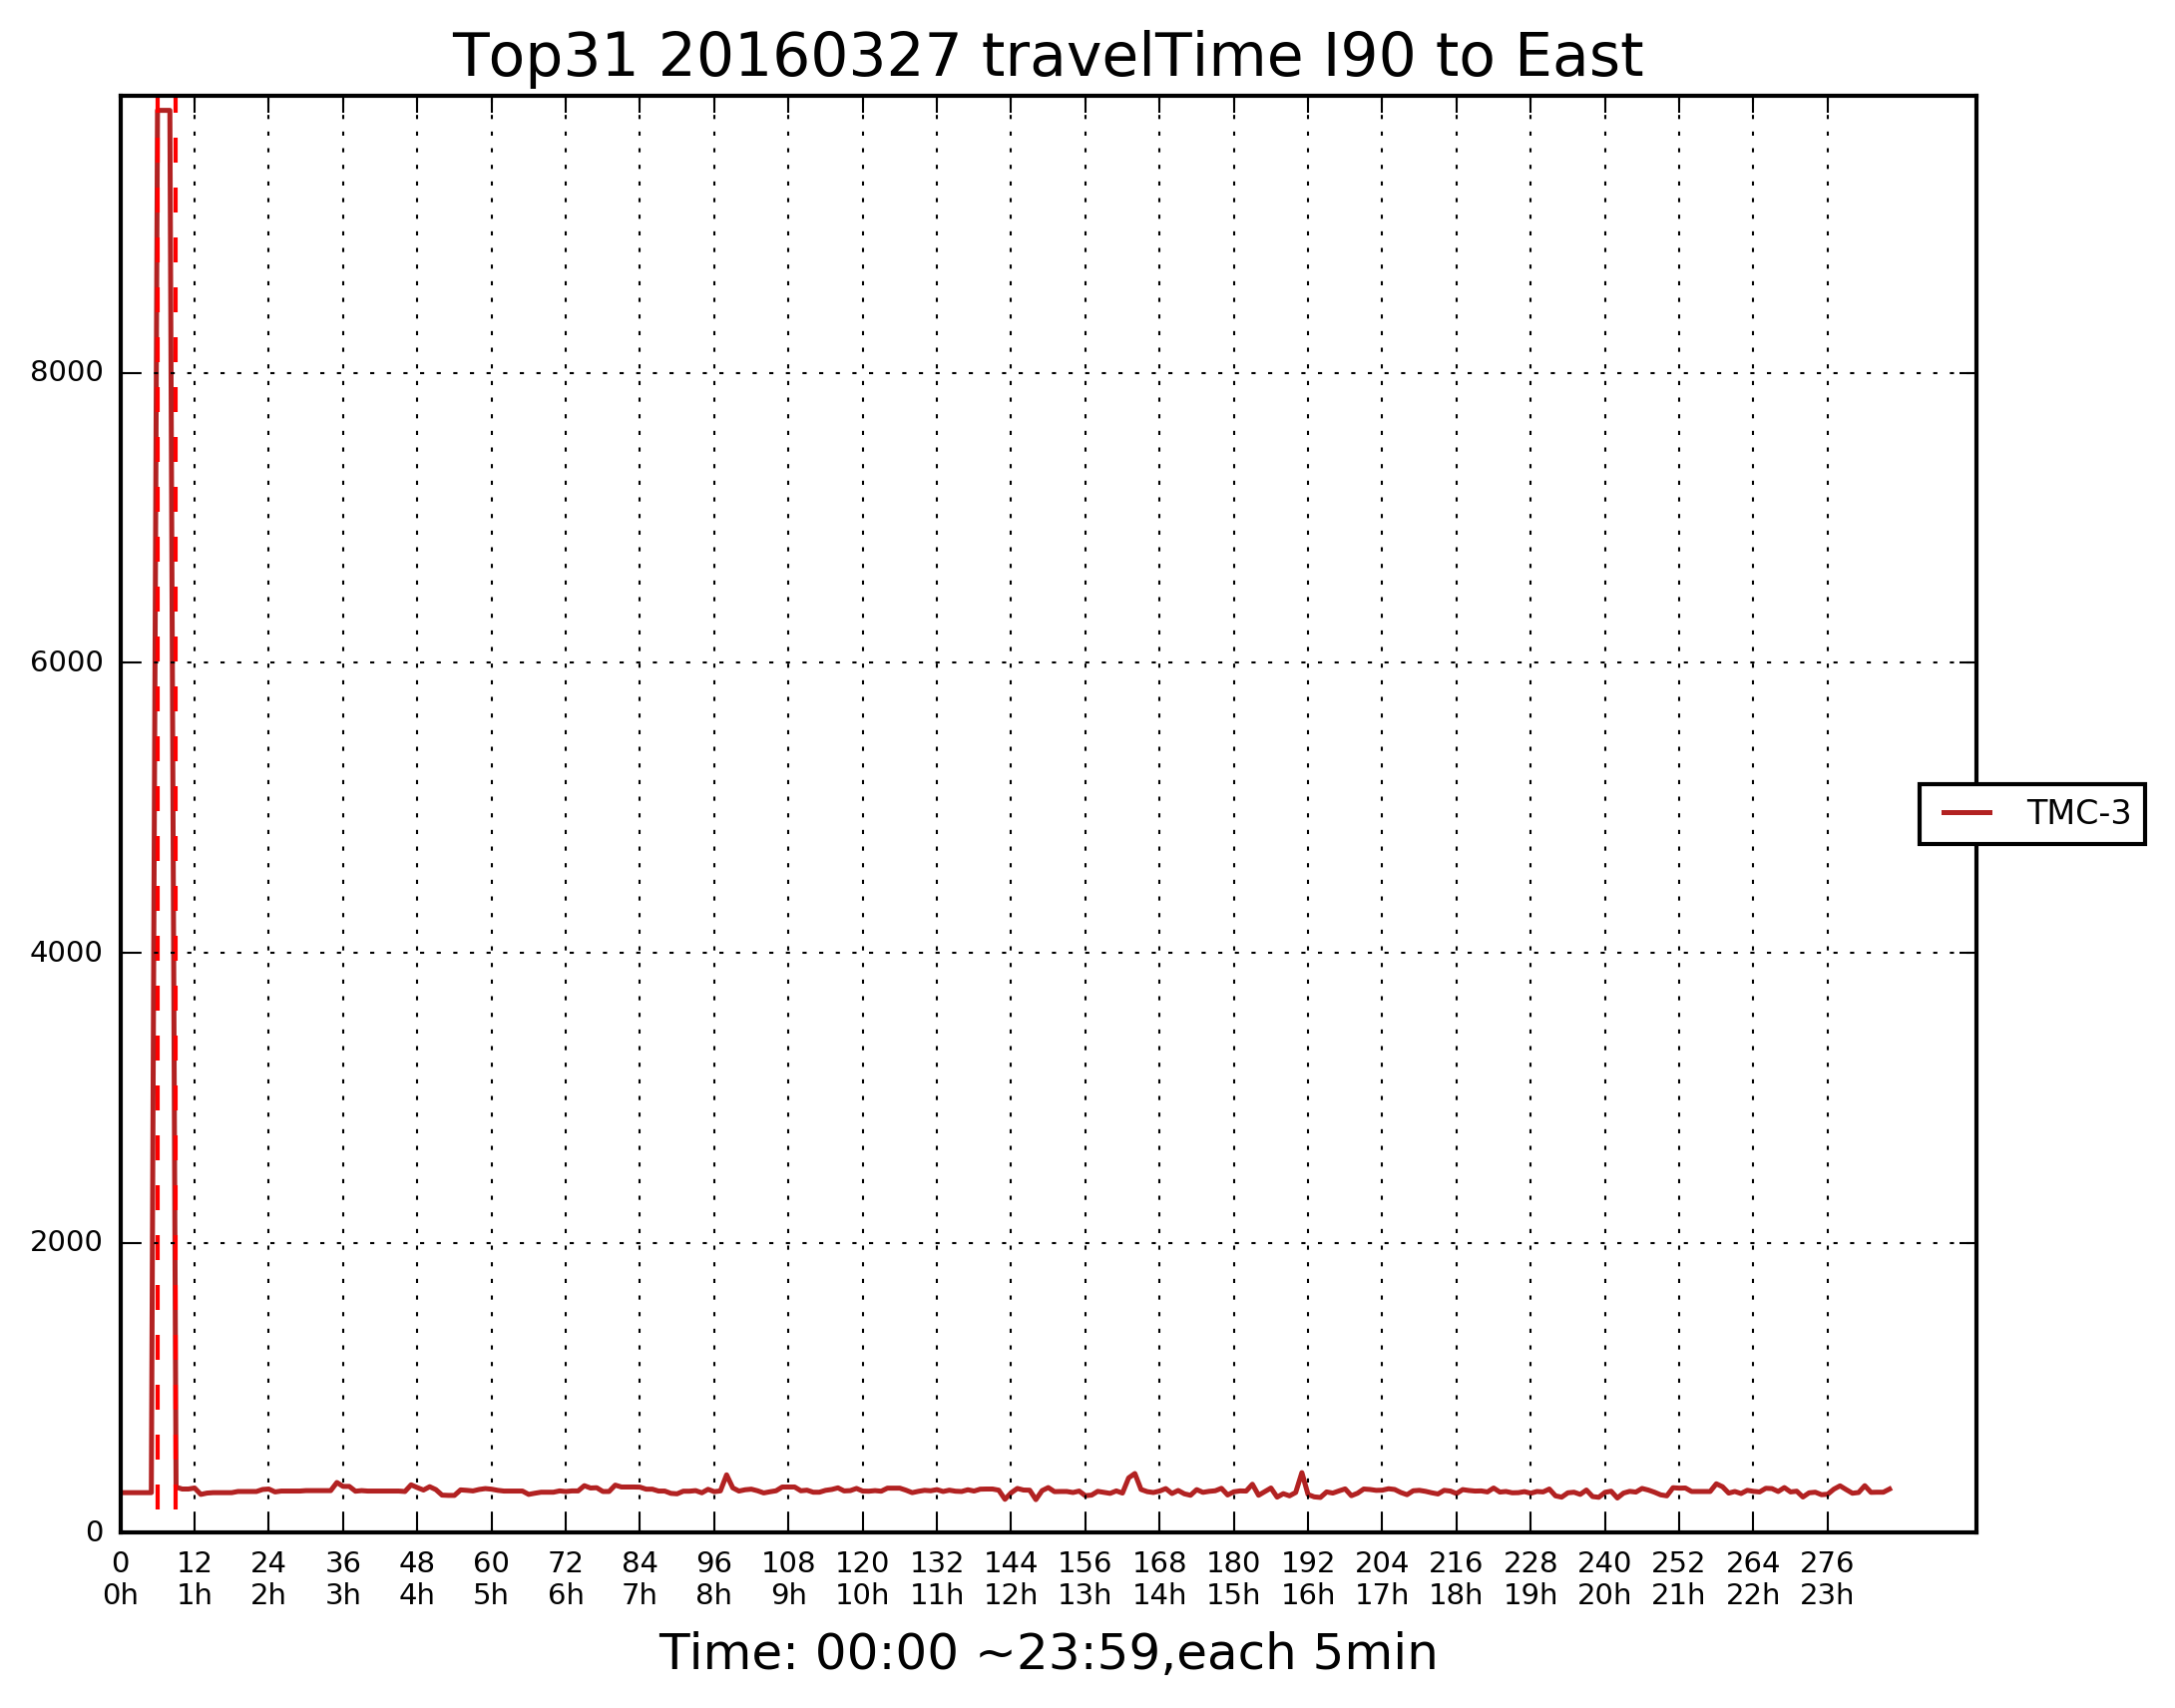 Top31 20160327 travelTime I90 to East
8000
6000
4000
2000
0
TMC-3
0 12 24 36 48 60 72 84 96 108 120 132 144 156 168 180 192 204 216 228 240 252 264 276
0h 1h 2h 3h 4h 5h 6h 7h 8h 9h 10h 11h 12h 13h 14h 15h 16h 17h 18h 19h 20h 21h 22h 23h
Time: 00:00 ~23:59,each 5min